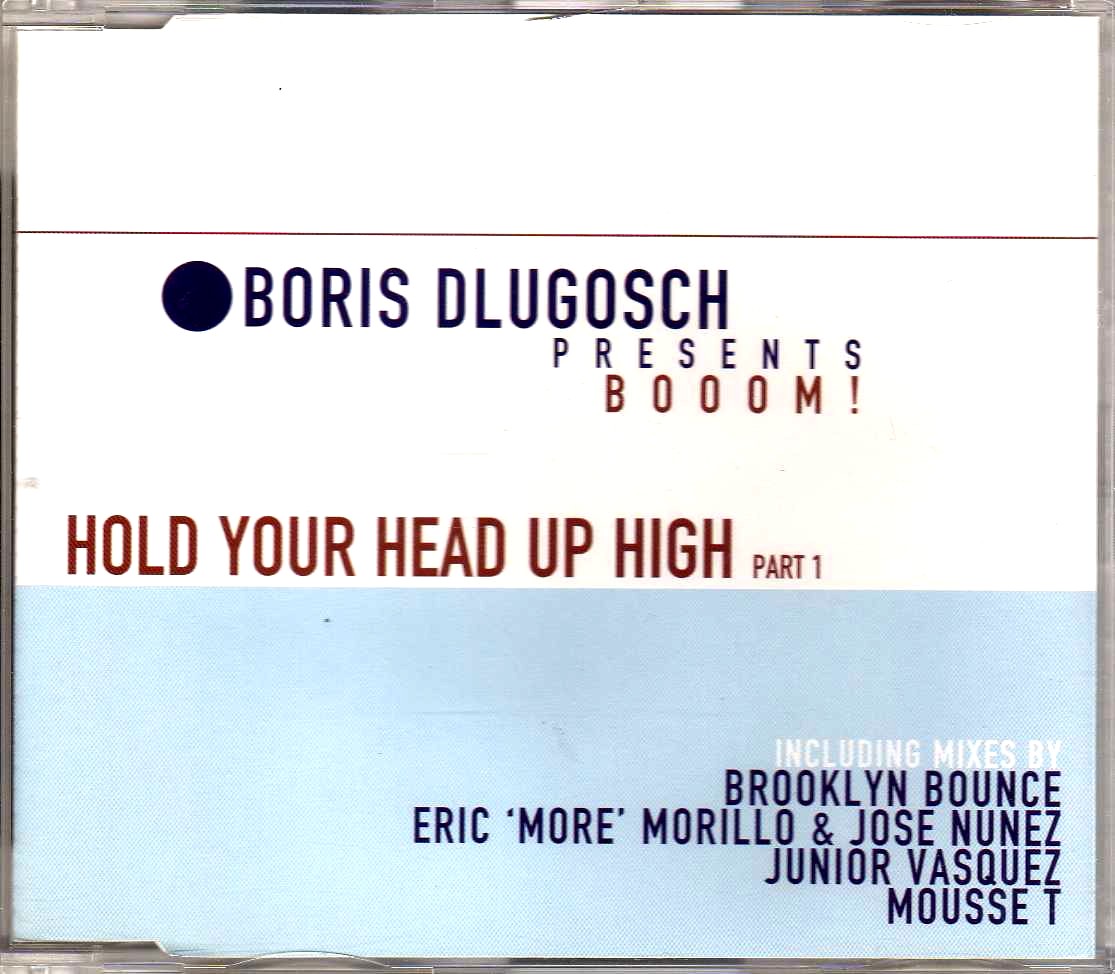 BORIS DLUGOSCH
PRESENTS
BOOOM!
HOLD YOUR HEAD UP HIGH PART 1
INCLUDING MIXES BY
BROOKLYN BOUNCE
ERIC ‘MORE’ MORILLO & JOSE NUNEZ
JUNIOR VASQUEZ
MOUSSE T